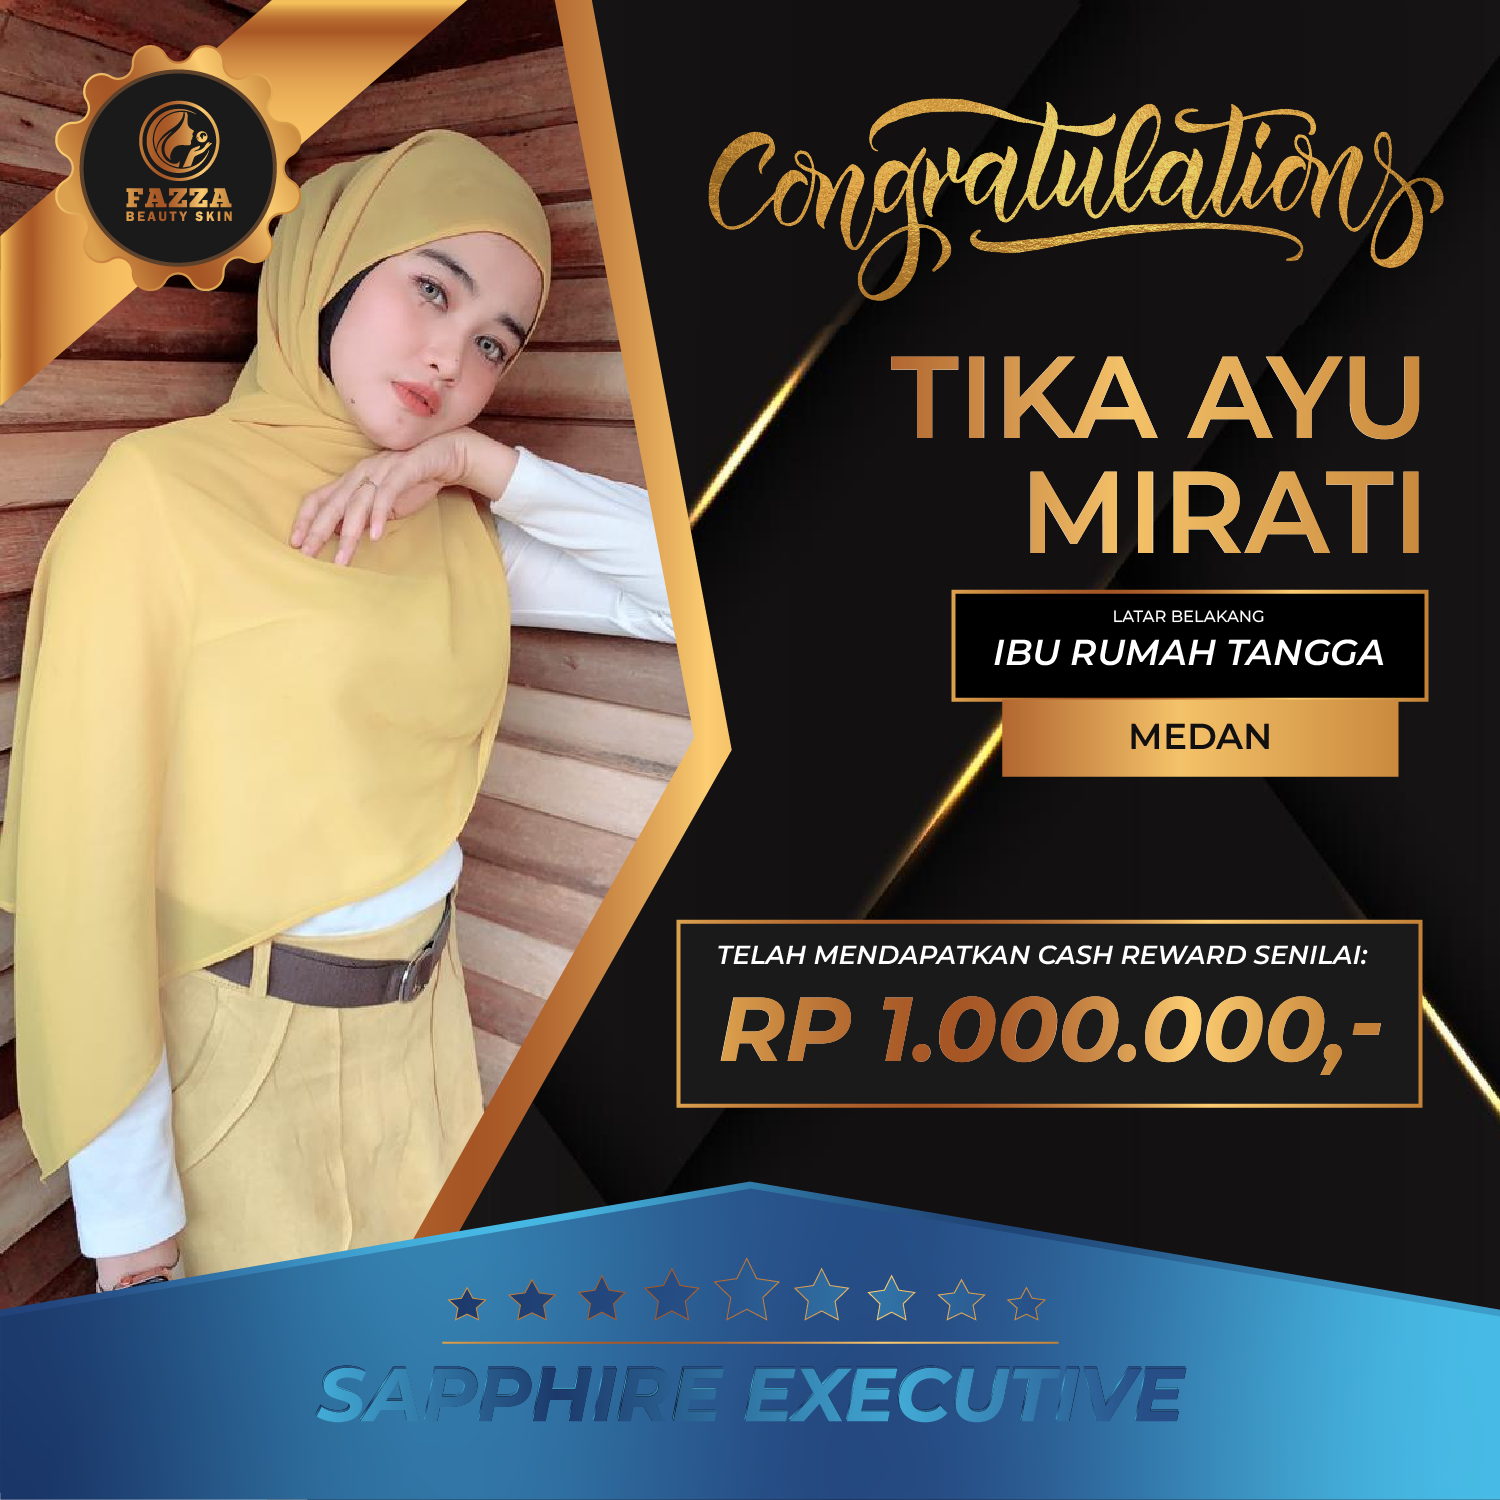 FAZZA
BEAUTY SKIN
Congratulations
TIKA AYU
MIRATI
LATAR BELAKANG
IBU RUMAH TANGGA
MEDAN
TELAH MENDAPATKAN CASH REWARD SENILAI:
RP 1.000.000,-
SAPPHIRE EXECUTIVE